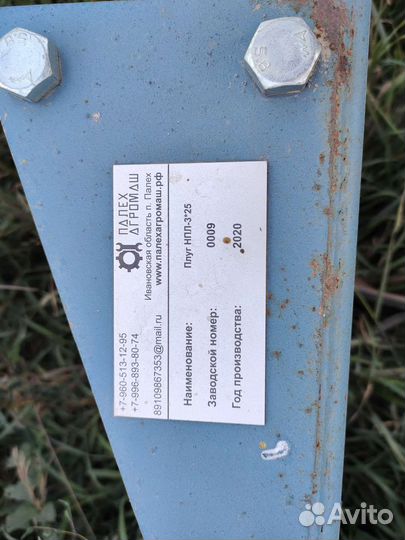 ПАЛЕХ
АГРОМАШ
Ивановская область п. Палех
www.палехагромаш.рф
+7-960-513-12-95
+7-996-893-80-74
89109867353@mail.ru
Наименование: Плуг НПЛ-3*25
Заводской номер: 0009
Год производства: 2020
Avito